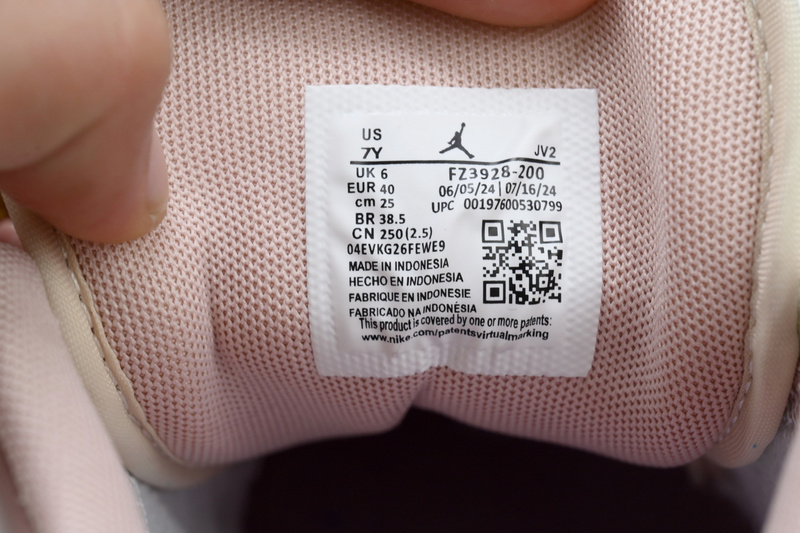 US
7Y
JV2
UK 6
FZ3928-200
EUR 40
06/05/24 | 07/16/24
cm 25
UPC 00197600530799
BR 38.5
CN 250(2.5)
04EVKG26FEWE9
MADE IN INDONESIA
HECHO EN INDONESIA
FABRIQUE EN INDONESIE
FABRICADO NA INDONÉSIA
This product is covered by one or more patents:
www.nike.com/patentsvirtualmarking